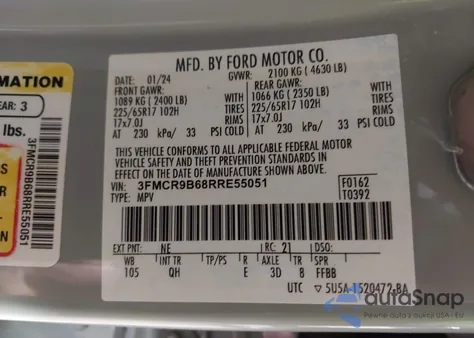 MFD. BY FORD MOTOR CO.
DATE: 01/24 GVWR: 2100 KG (4630 LB)
FRONT GAWR: REAR GAWR:
1089 KG (2400 LB) WITH 1066 KG (2350 LB) WITH
225/65R17 102H TIRES 225/65R17 102H TIRES
17x7.0J RIMS 17x7.0J RIMS
AT 230 kPa/ 33 PSI COLD AT 230 kPa/ 33 PSI COLD
THIS VEHICLE CONFORMS TO ALL APPLICABLE FEDERAL MOTOR
VEHICLE SAFETY AND THEFT PREVENTION STANDARDS IN
EFFECT ON THE DATE OF MANUFACTURE SHOWN ABOVE.
VIN: 3FMCR9B68RRE55051 F0162
TYPE: MPV T0392
EXT PNT: NE RC: 21 DSO:
WB INT TR TP/PS R AXLE TR SPR
105 QH E 3D 8 FFBB
UTC ▽5U5A-1520472-BA
MATION
EAR: 3
lbs.
3FMCR9B68RRE55051
autoSnap
Pewne auta z aukcji USA - EU